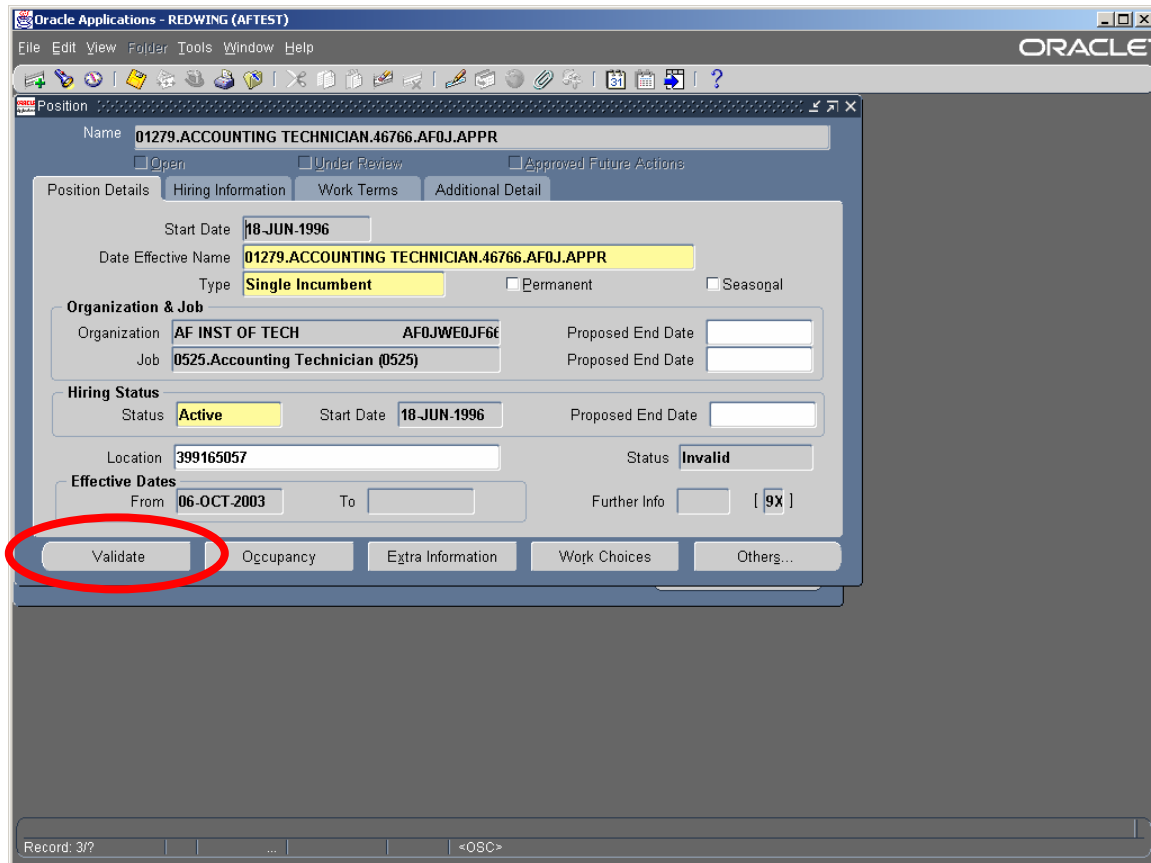 Oracle Applications - REDWING (AFTEST)
File Edit View Folder Tools Window Help
ORACLE
31
?
Position
Name 01279.ACCOUNTING TECHNICIAN.46766.AF0J.APPR
Open Under Review Approved Future Actions
Position Details Hiring Information Work Terms Additional Detail
Start Date 18-JUN-1996
Date Effective Name 01279.ACCOUNTING TECHNICIAN.46766.AF0J.APPR
Type Single Incumbent Permanent Seasonal
Organization & Job
Organization AF INST OF TECH AF0JWE0JF66 Proposed End Date
Job 0525.Accounting Technician (0525) Proposed End Date
Hiring Status
Status Active Start Date 18-JUN-1996 Proposed End Date
Location 399165057 Status Invalid
Effective Dates
From 06-OCT-2003 To Further Info [ 9X ]
Validate Occupancy Extra Information Work Choices Others...
Record: 3/? ... <OSC>